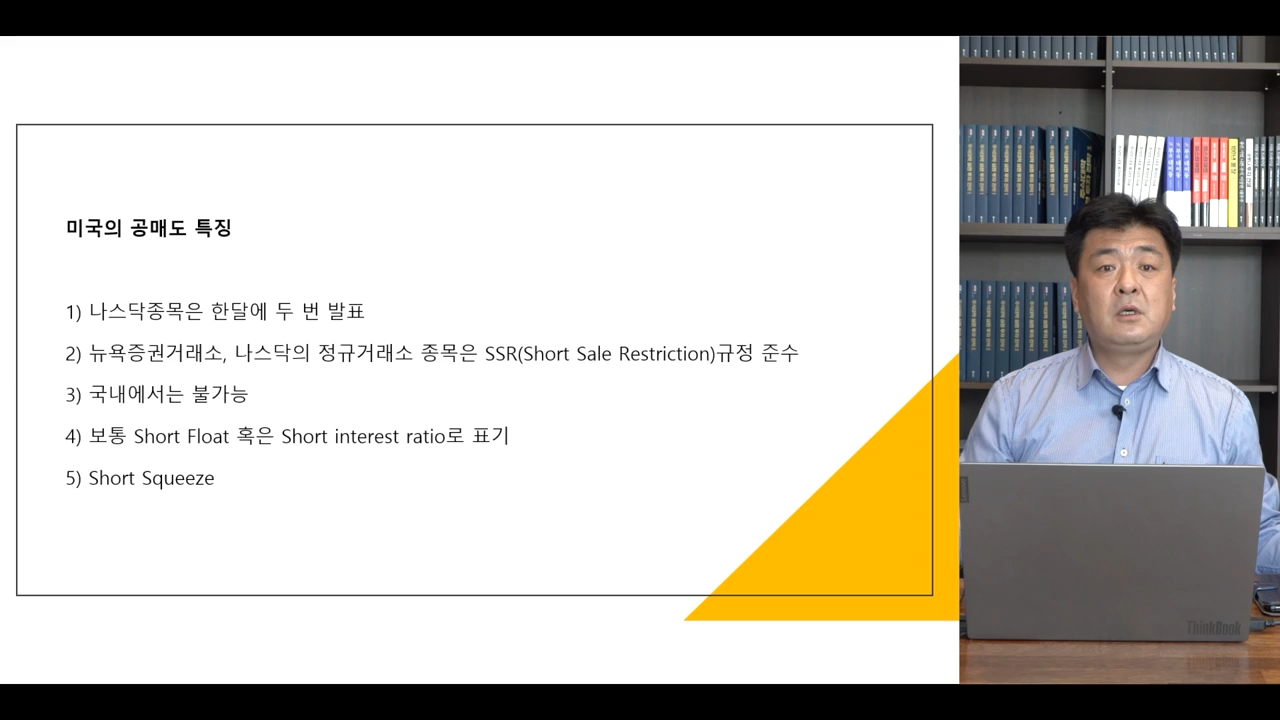 미국의 공매도 특징
1) 나스닥종목은 한달에 두 번 발표
2) 뉴욕증권거래소, 나스닥의 정규거래소 종목은 SSR(Short Sale Restriction)규정 준수
3) 국내에서는 불가능
4) 보통 Short Float 혹은 Short interest ratio로 표기
5) Short Squeeze
ThinkBook